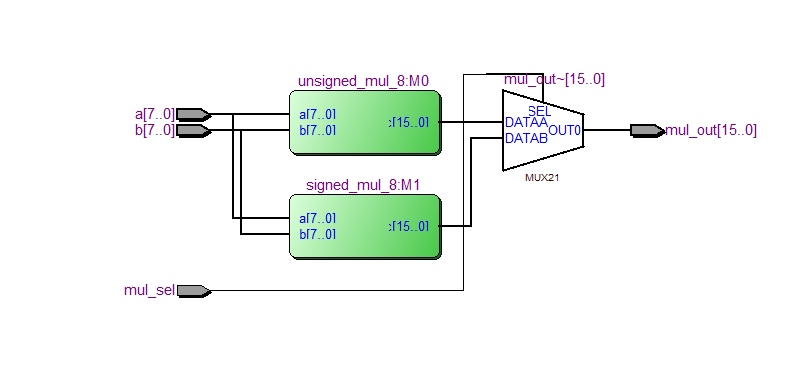 unsigned_mul_8:M0
mul_out~[15..0]
a[7..0]
b[7..0]
a[7..0]
b[7..0]
c[15..0]
SEL
DATAA
DATAB
OUT0
MUX21
mul_out[15..0]
signed_mul_8:M1
a[7..0]
b[7..0]
c[15..0]
mul_sel